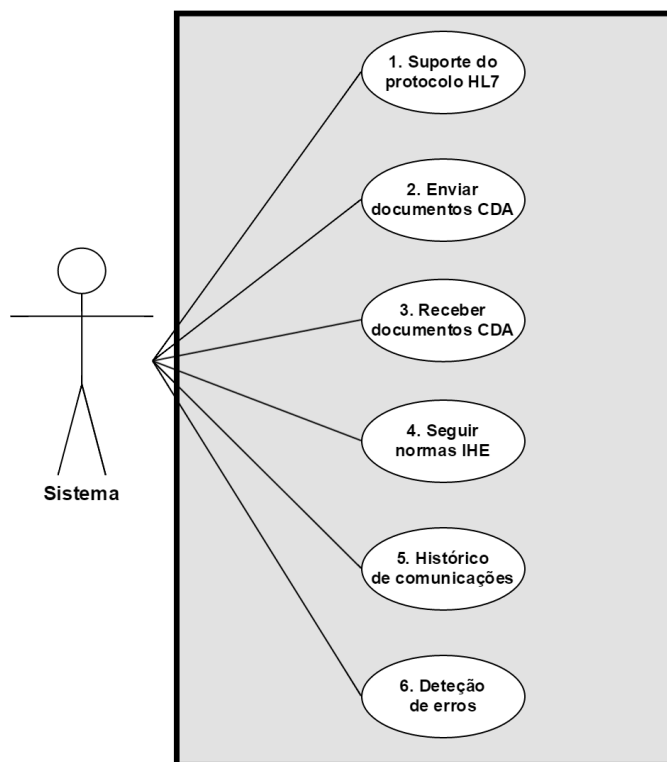 1. Suporte do
protocolo HL7
2. Enviar
documentos CDA
3. Receber
documentos CDA
4. Seguir
normas IHE
Sistema
5. Histórico
de comunicações
6. Deteção
de erros